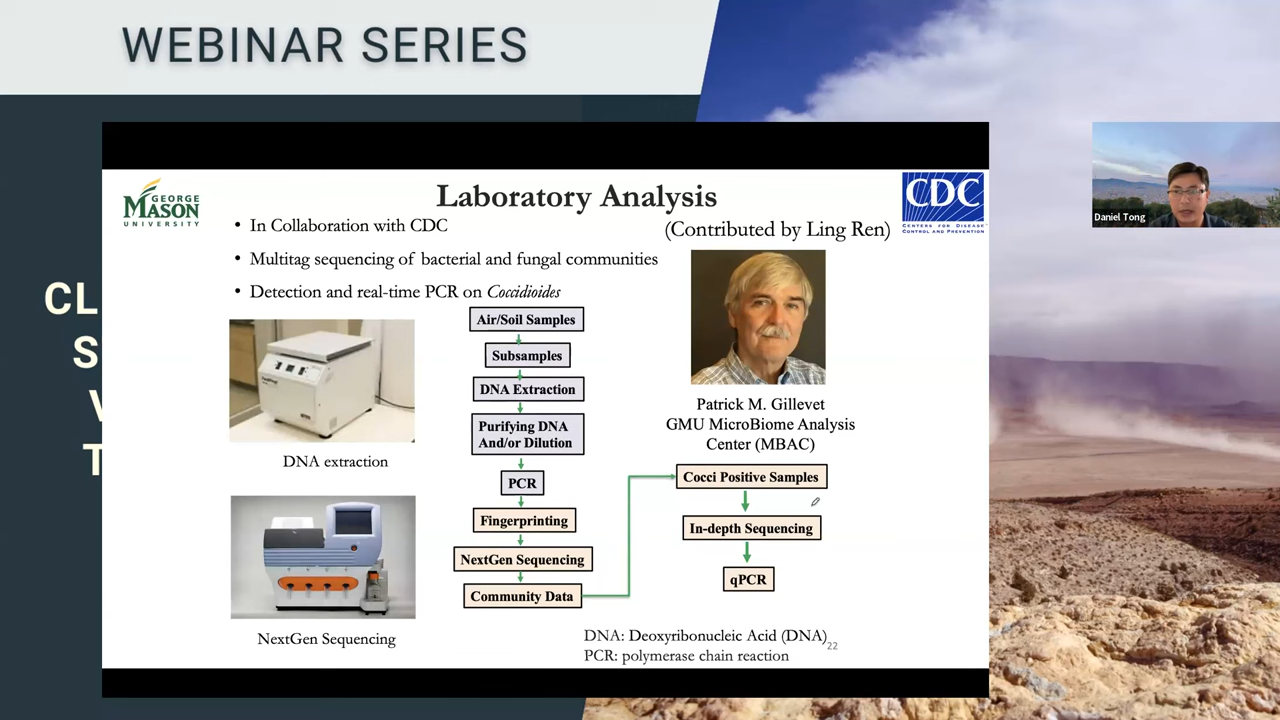 WEBINAR SERIES
CL
S
V
T
GEORGE
MASON
UNIVERSITY
Laboratory Analysis
CDC
CENTERS FOR DISEASE
CONTROL AND PREVENTION
• In Collaboration with CDC
(Contributed by Ling Ren)
• Multitag sequencing of bacterial and fungal communities
• Detection and real-time PCR on Coccidioides
Air/Soil Samples
Subsamples
DNA Extraction
Purifying DNA
And/or Dilution
PCR
Fingerprinting
NextGen Sequencing
Community Data
DNA extraction
NextGen Sequencing
Patrick M. Gillevet
GMU MicroBiome Analysis
Center (MBAC)
Cocci Positive Samples
In-depth Sequencing
qPCR
DNA: Deoxyribonucleic Acid (DNA)
PCR: polymerase chain reaction
22
Daniel Tong